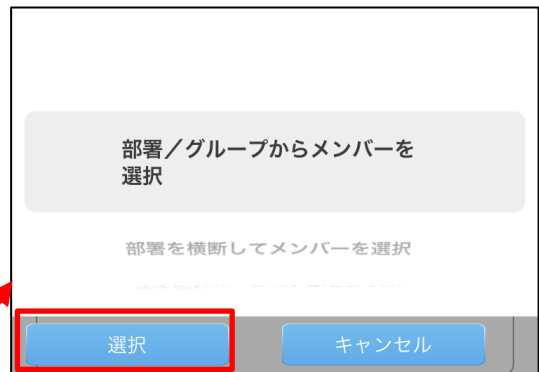 部署／グループからメンバーを
選択
部署を横断してメンバーを選択
選択
キャンセル